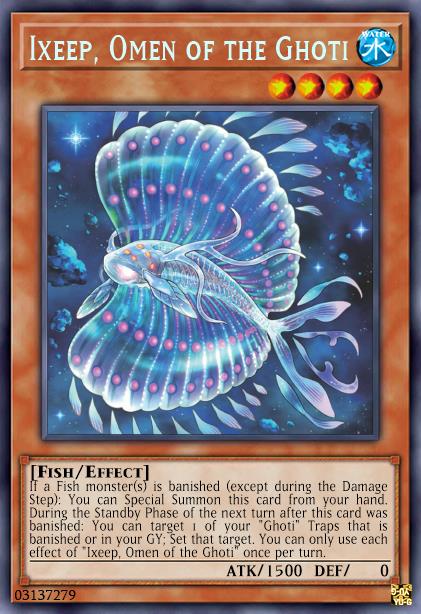 Ixeep, Omen of the Ghoti
WATER
水
[Fish/Effect]
If a Fish monster(s) is banished (except during the Damage
Step): You can Special Summon this card from your hand.
During the Standby Phase of the next turn after this card was
banished: You can target 1 of your "Ghoti" Traps that is
banished or in your GY; Set that target. You can only use each
effect of "Ixeep, Omen of the Ghoti" once per turn.
ATK/1500 DEF/ 0
03137279